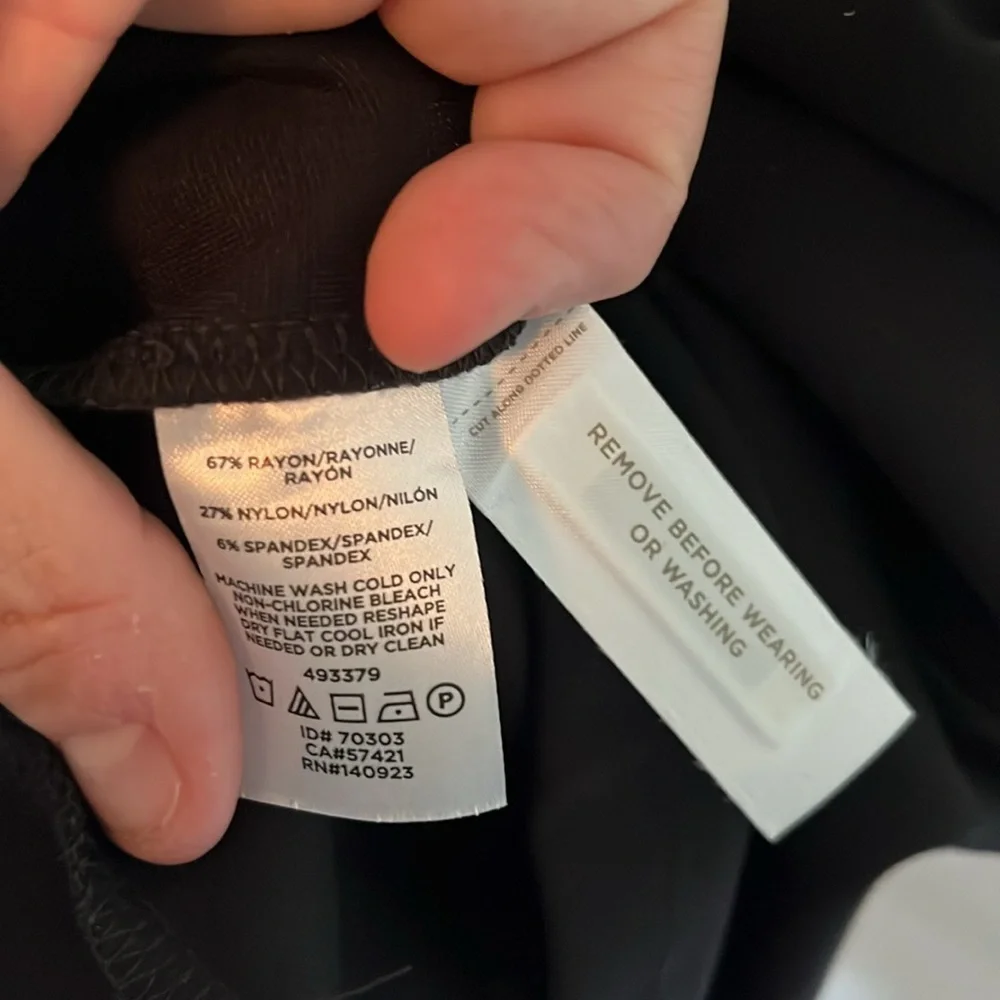 67% RAYON/RAYONNE/
RAYÓN
27% NYLON/NYLON/NILÓN
6% SPANDEX/SPANDEX/
SPANDEX
MACHINE WASH COLD ONLY
NON-CHLORINE BLEACH
WHEN NEEDED RESHAPE
DRY FLAT COOL IRON IF
NEEDED OR DRY CLEAN
493379
P
ID# 70303
CA#57421
RN#140923
CUT ALONG DOTTED LINE
REMOVE BEFORE WEARING
OR WASHING